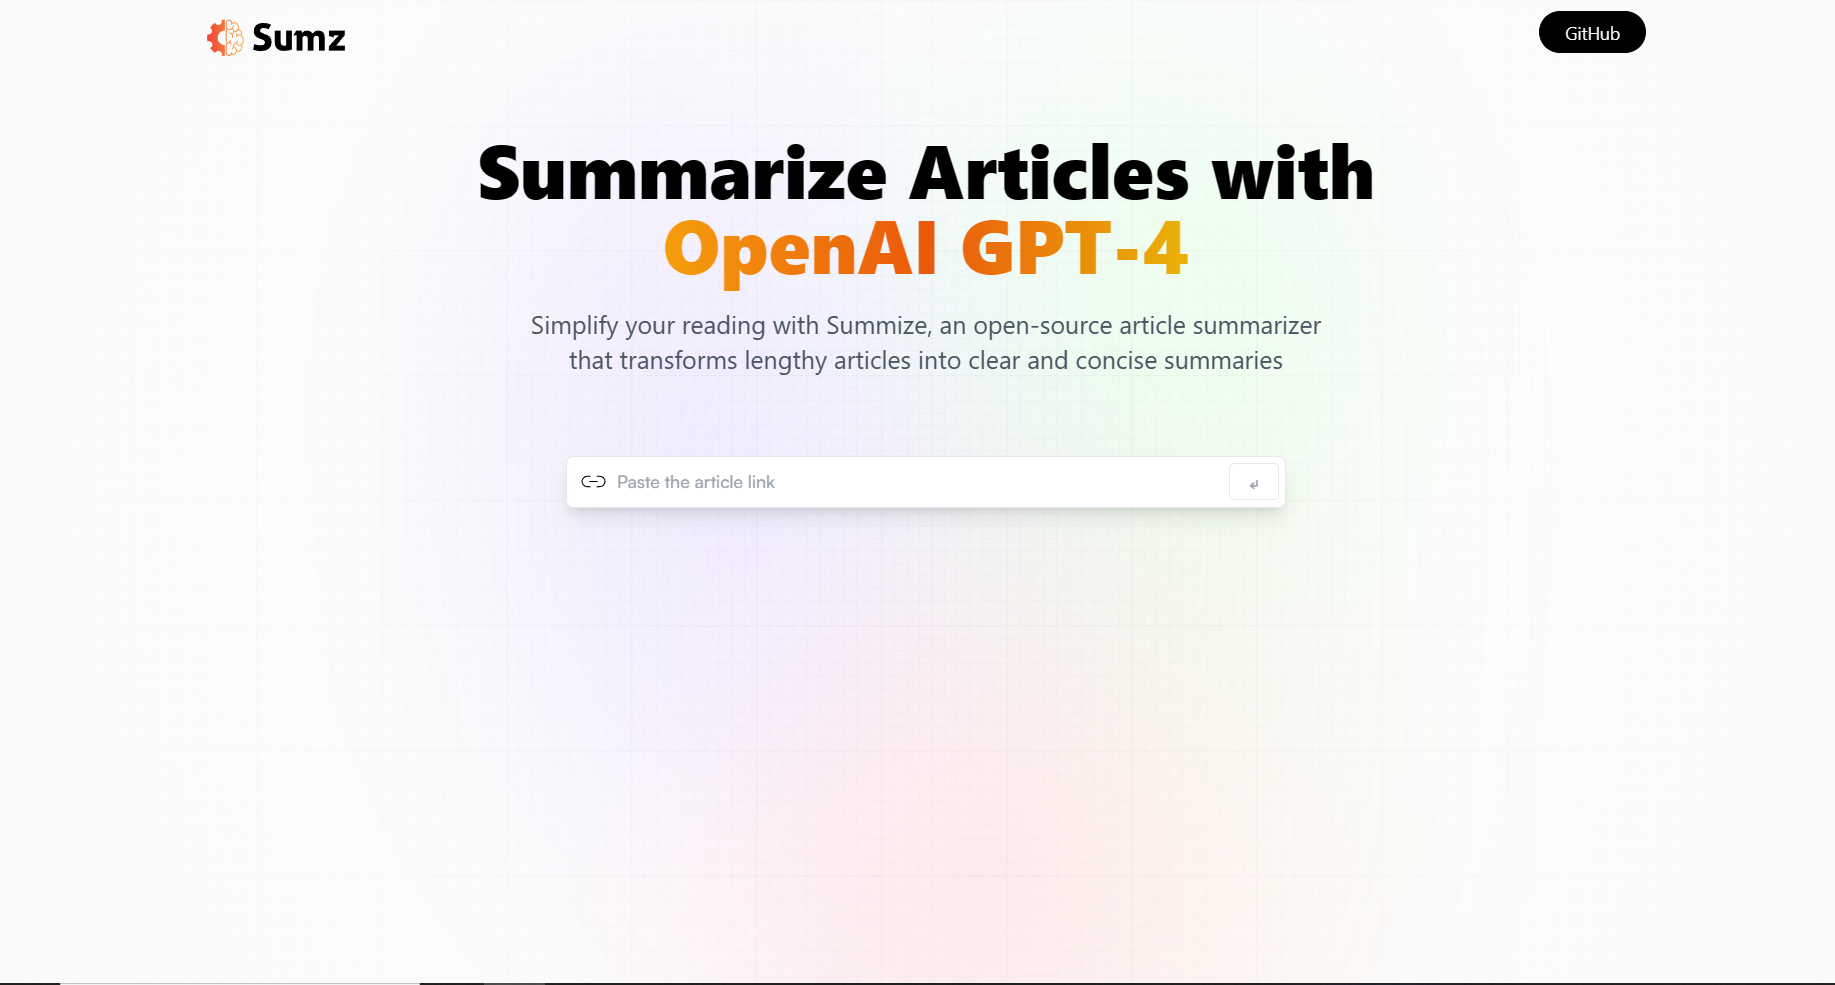 Sumz
GitHub
Summarize Articles with
OpenAI GPT-4
Simplify your reading with Summize, an open-source article summarizer
that transforms lengthy articles into clear and concise summaries
Paste the article link
↵